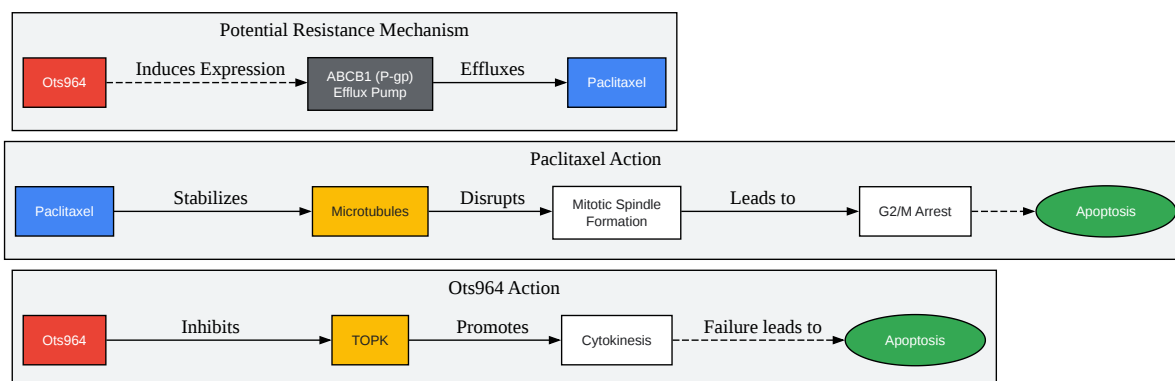 Potential Resistance Mechanism
Ots964
Induces Expression
ABCB1 (P-gp)
Efflux Pump
Effluxes
Paclitaxel
Paclitaxel Action
Paclitaxel
Stabilizes
Microtubules
Disrupts
Mitotic Spindle
Formation
Leads to
G2/M Arrest
Apoptosis
Ots964 Action
Ots964
Inhibits
TOPK
Promotes
Cytokinesis
Failure leads to
Apoptosis